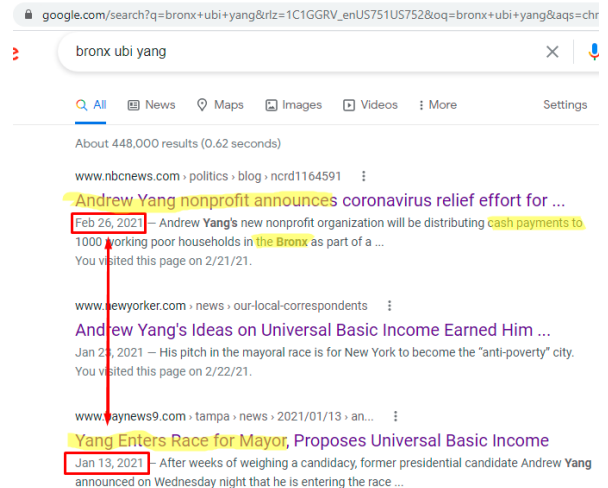 google.com/search?q=bronx+ubi+yang&rlz=1C1GGRV_enUS751US752&oq=bronx+ubi+yang&aqs=chr
bronx ubi yang
All News Maps Images Videos More Settings
About 448,000 results (0.62 seconds)
www.nbcnews.com › politics › blog › ncrd1164591
Andrew Yang nonprofit announces coronavirus relief effort for ...
Feb 26, 2021 — Andrew Yang's new nonprofit organization will be distributing cash payments to
1000 working poor households in the Bronx as part of a ...
You visited this page on 2/21/21.
www.newyorker.com › news › our-local-correspondents
Andrew Yang's Ideas on Universal Basic Income Earned Him ...
Jan 23, 2021 — His pitch in the mayoral race is for New York to become the “anti-poverty” city.
You visited this page on 2/22/21.
www.baynews9.com › tampa › news › 2021/01/13 › an...
Yang Enters Race for Mayor, Proposes Universal Basic Income
Jan 13, 2021 – After weeks of weighing a candidacy, former presidential candidate Andrew Yang
announced on Wednesday night that he is entering the race ...